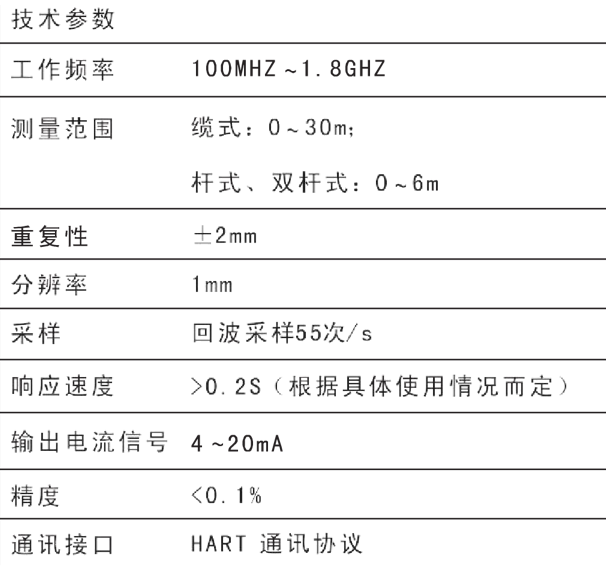 技术参数
工作频率 100MHZ~1.8GHZ
测量范围 缆式：0~30m；
杆式、双杆式：0~6m
重复性 ±2mm
分辨率 1mm
采样 回波采样55次/s
响应速度 >0.2S（根据具体使用情况而定）
输出电流信号 4~20mA
精度 <0.1%
通讯接口 HART 通讯协议